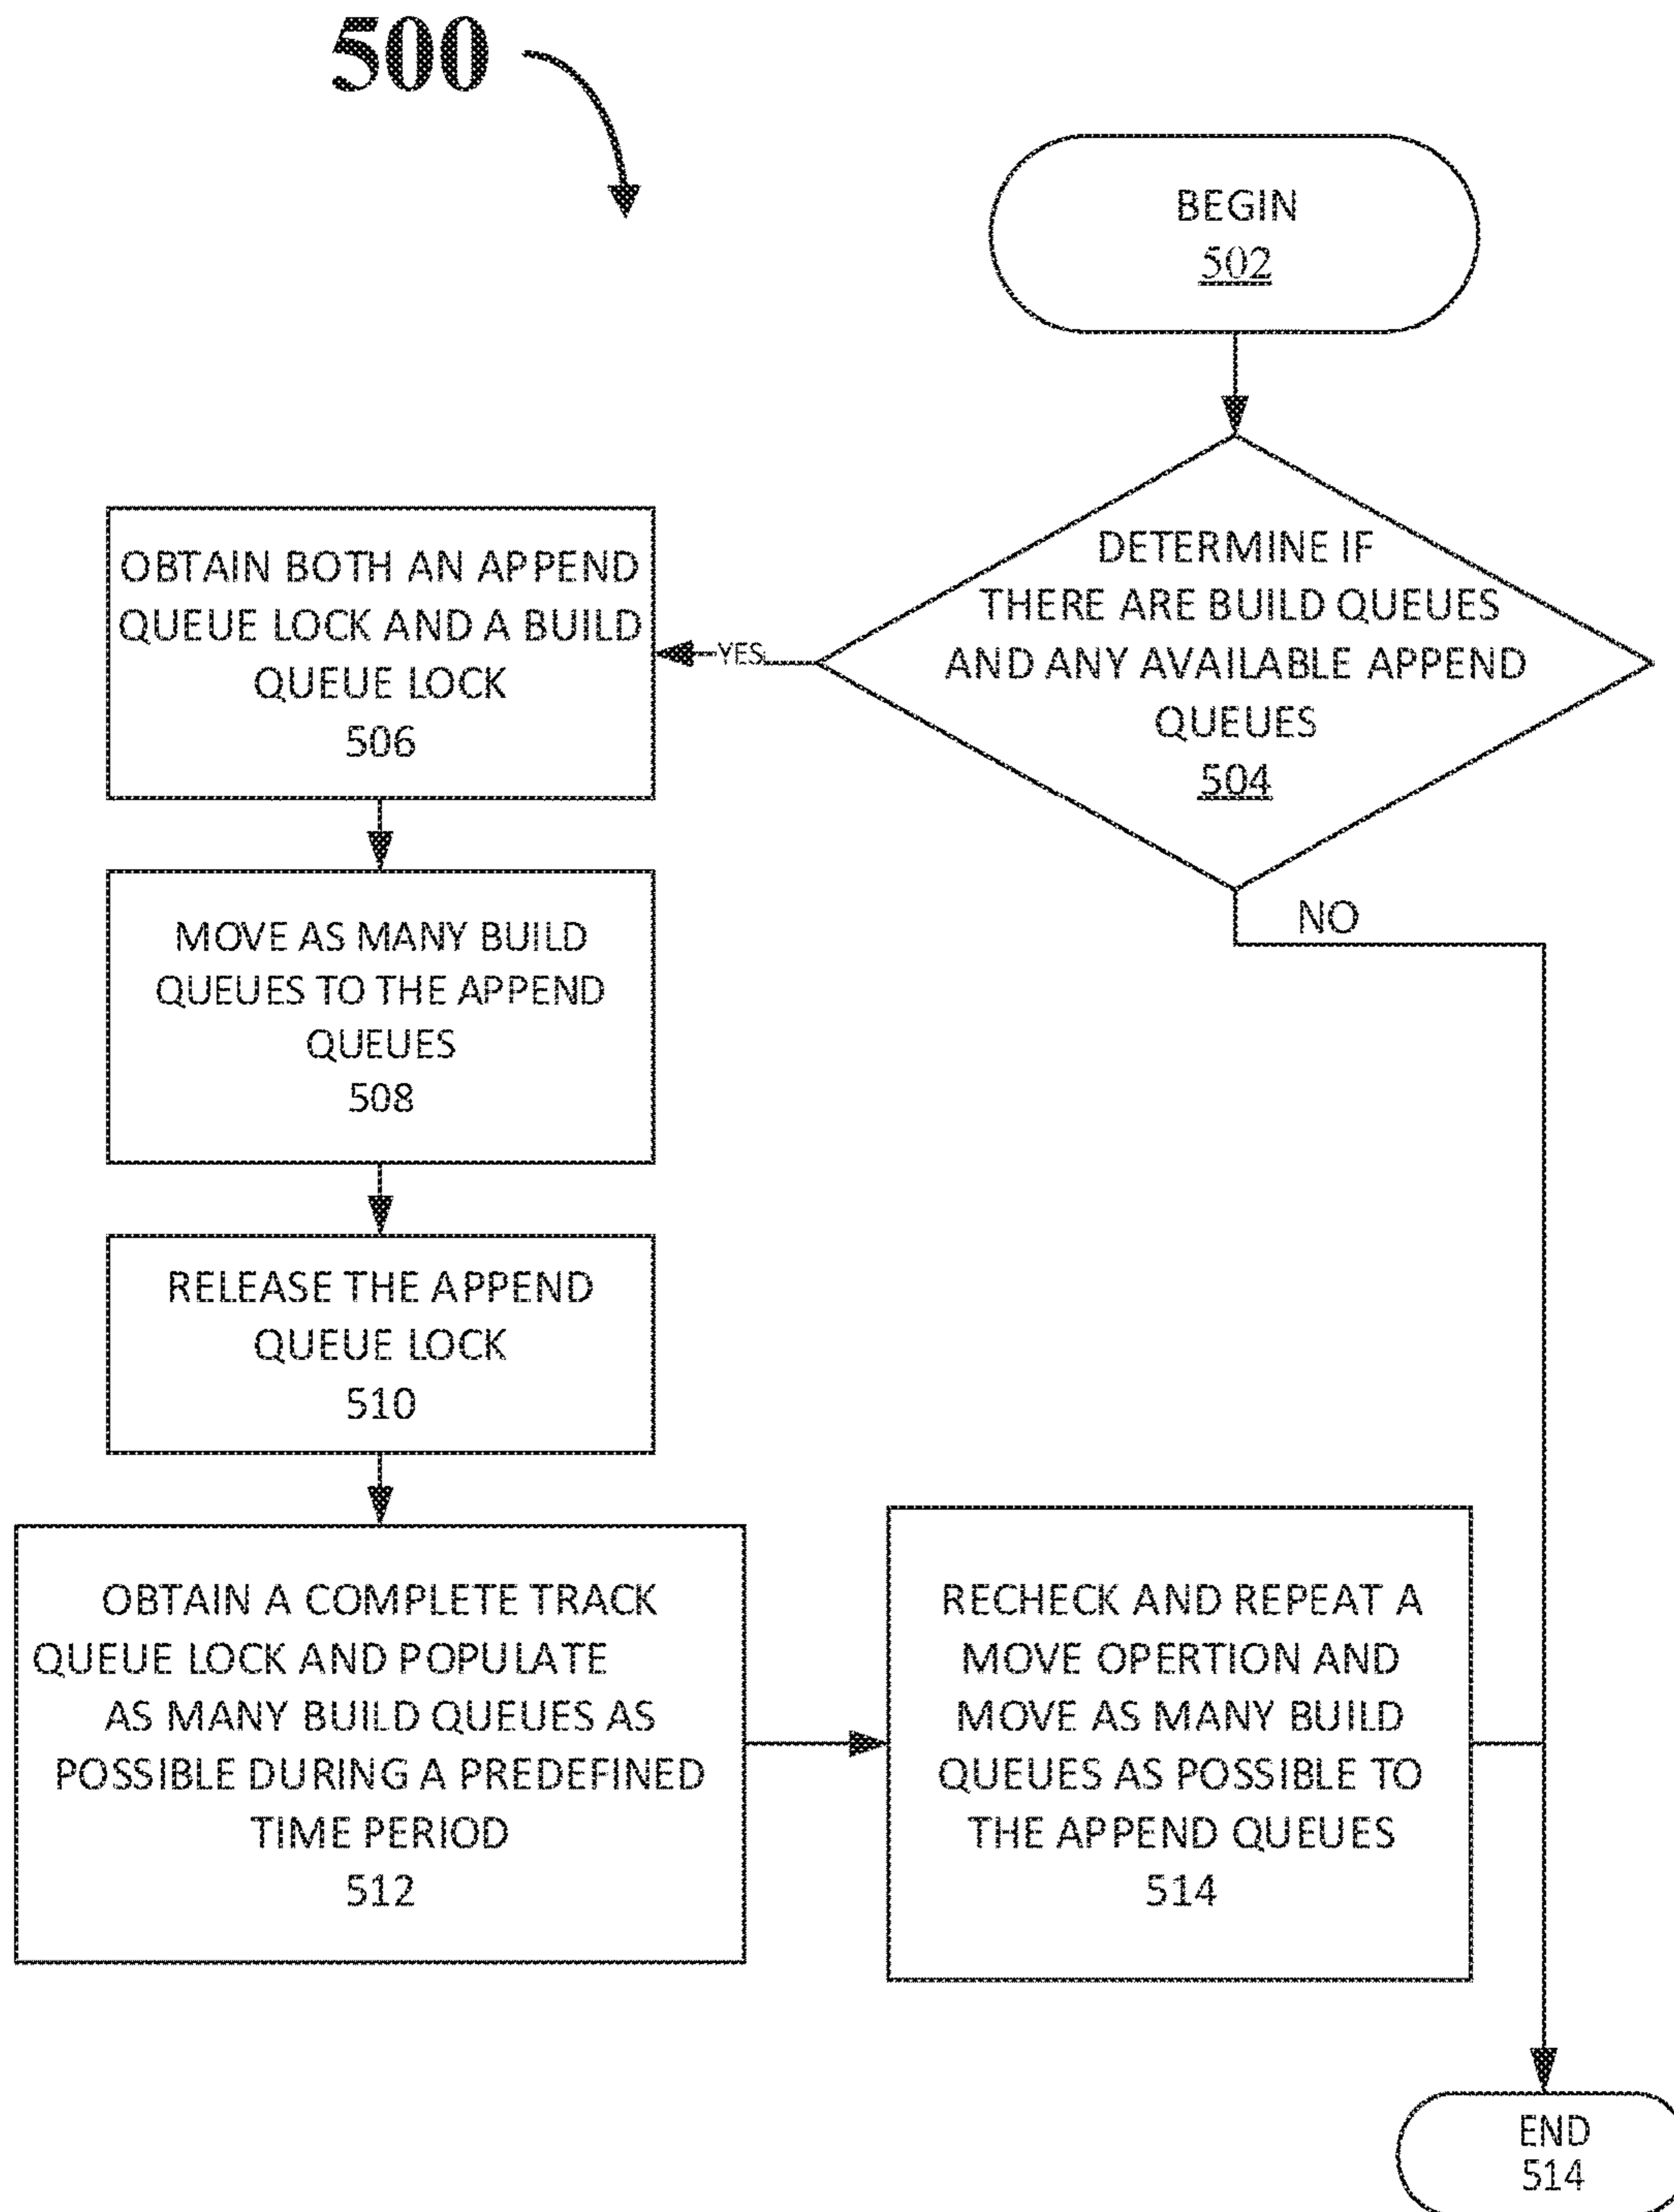 500
BEGIN
502
DETERMINE IF
THERE ARE BUILD QUEUES
AND ANY AVAILABLE APPEND
QUEUES
504
YES
NO
OBTAIN BOTH AN APPEND
QUEUE LOCK AND A BUILD
QUEUE LOCK
506
MOVE AS MANY BUILD
QUEUES TO THE APPEND
QUEUES
508
RELEASE THE APPEND
QUEUE LOCK
510
OBTAIN A COMPLETE TRACK
QUEUE LOCK AND POPULATE
AS MANY BUILD QUEUES AS
POSSIBLE DURING A PREDEFINED
TIME PERIOD
512
RECHECK AND REPEAT A
MOVE OPERTION AND
MOVE AS MANY BUILD
QUEUES AS POSSIBLE TO
THE APPEND QUEUES
514
END
514